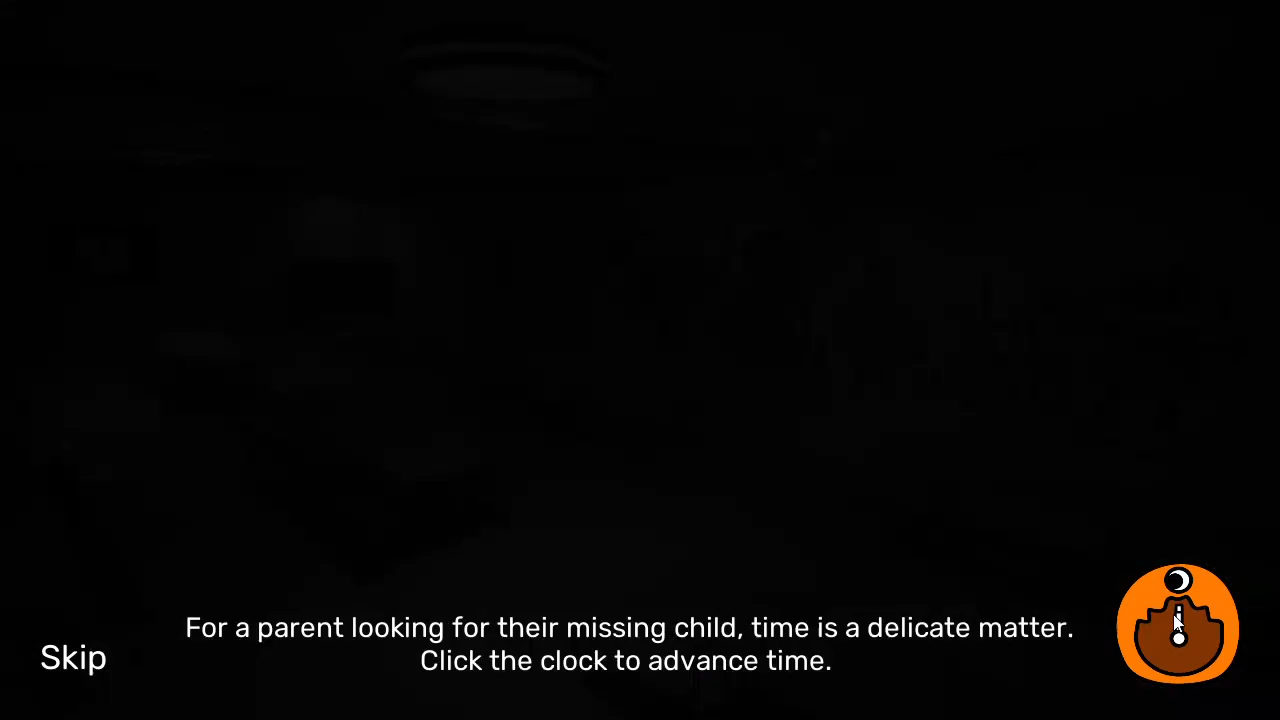 For a parent looking for their missing child, time is a delicate matter.
Click the clock to advance time.
Skip